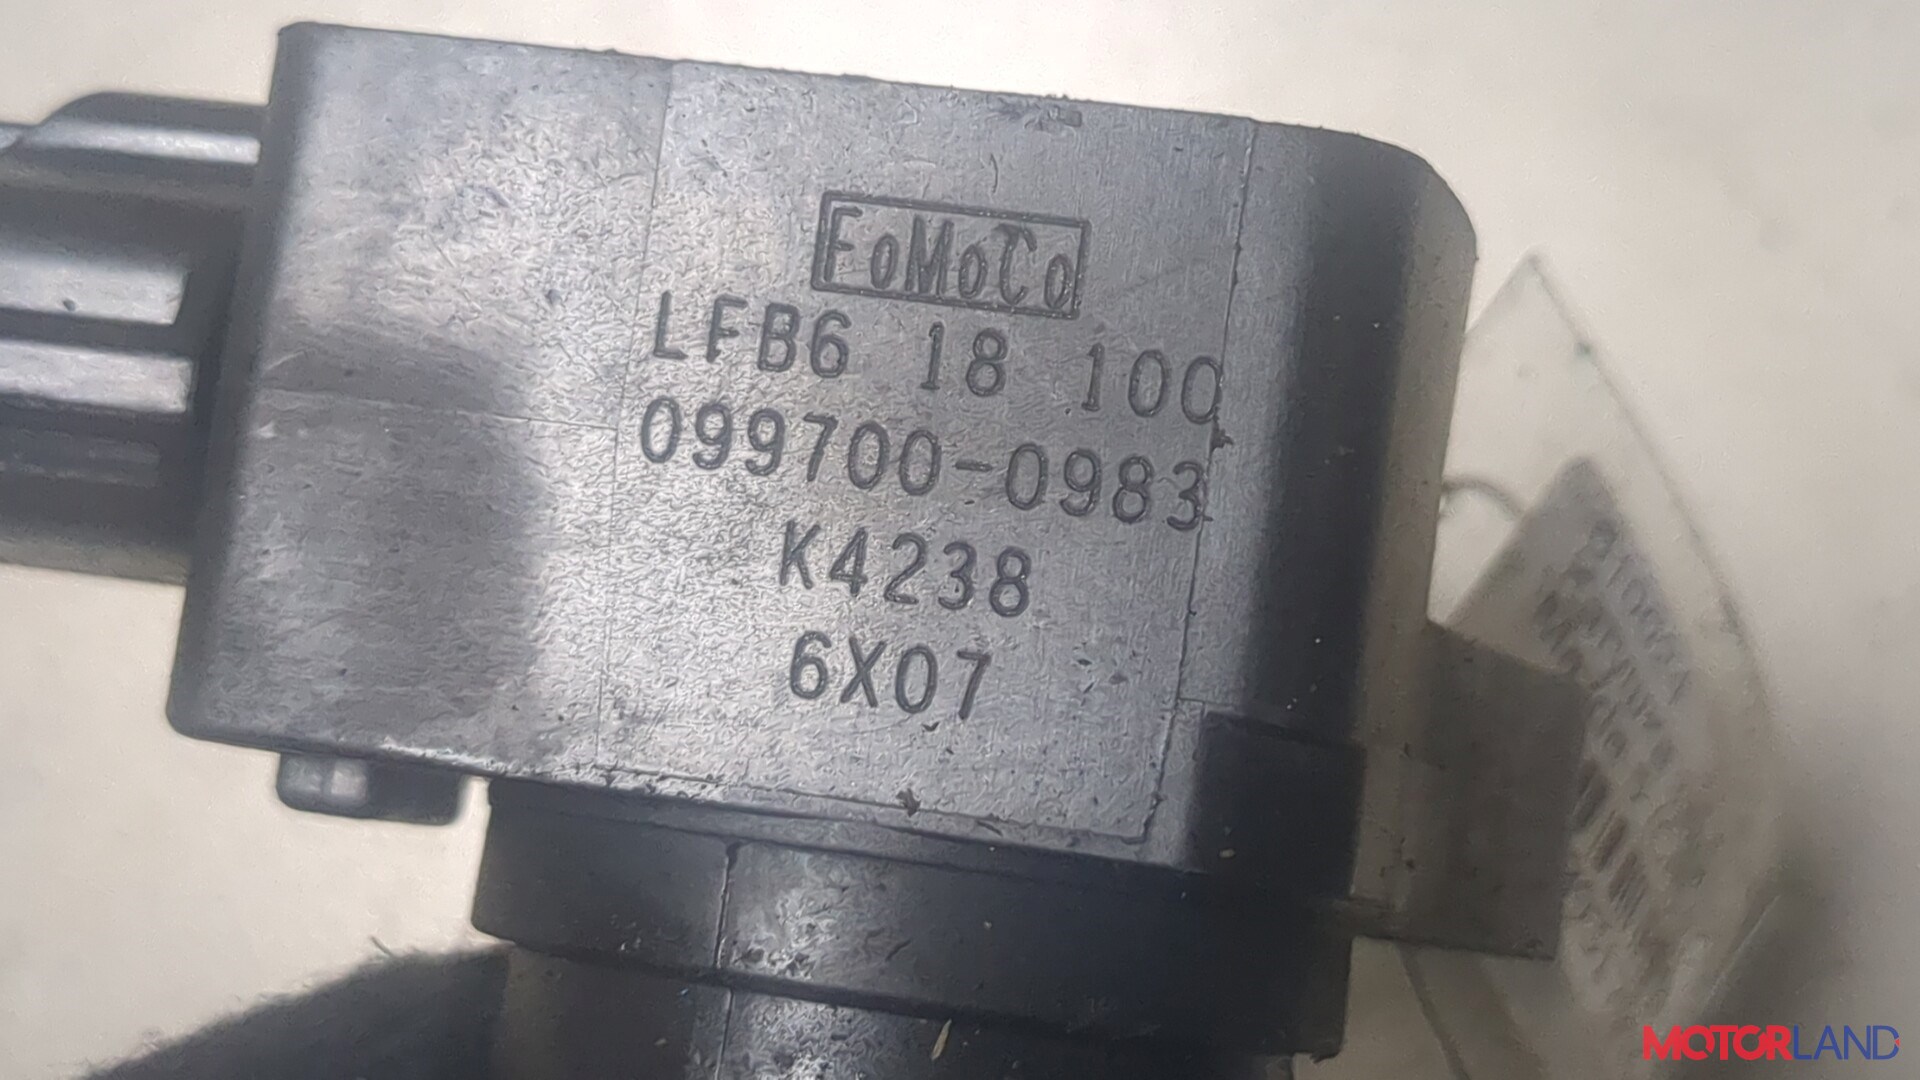 FoMoCo
LFB6 18 100
099700-0983
K4238
6X07
MOTORLAND